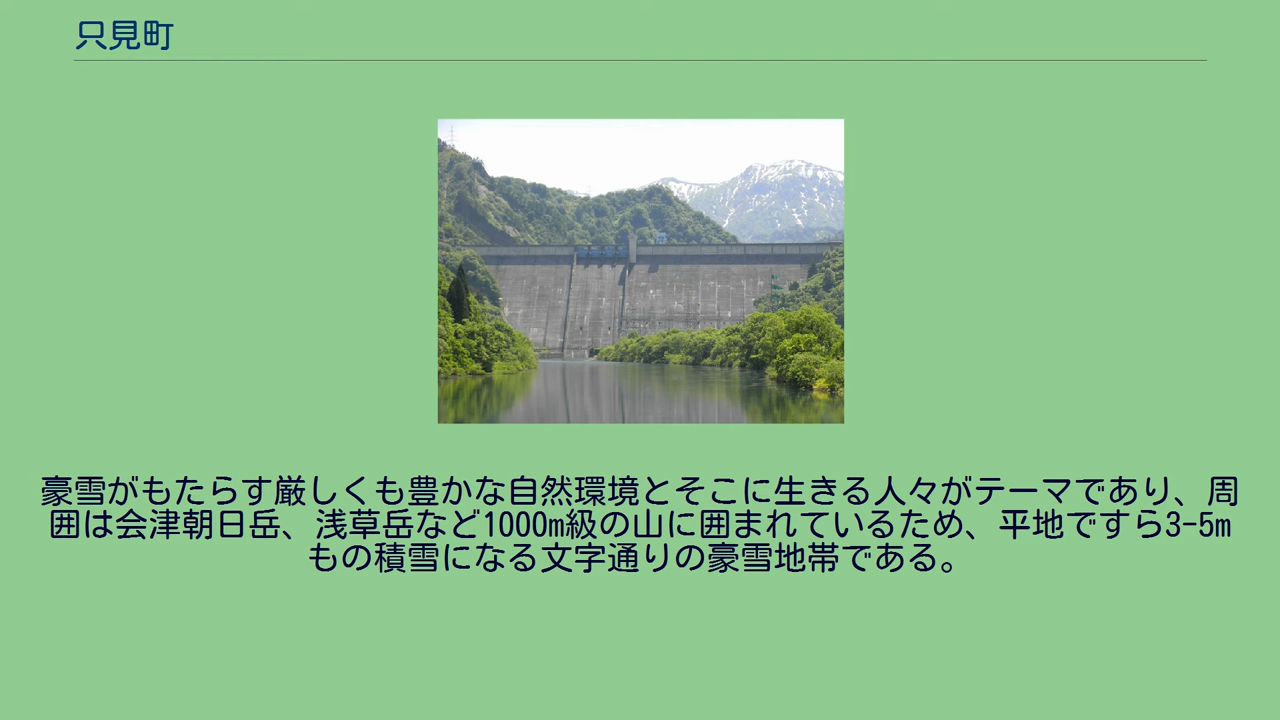 只見町
豪雪がもたらす厳しくも豊かな自然環境とそこに生きる人々がテーマであり、周
囲は会津朝日岳、浅草岳など1000m級の山に囲まれているため、平地ですら3-5m
もの積雪になる文字通りの豪雪地帯である。